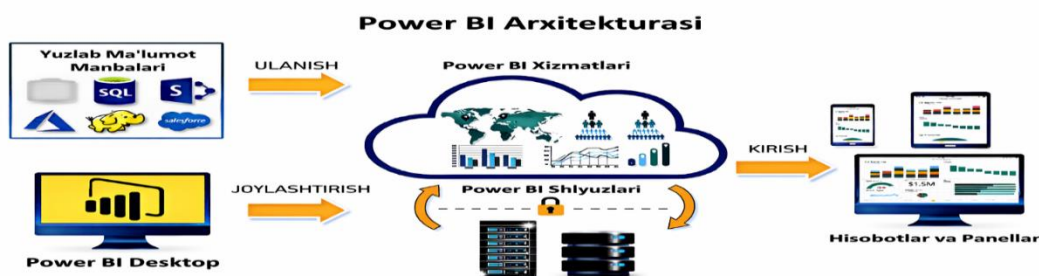 Power BI Arxitekturasi
Yuzlab Ma'lumot
Manbalari
SQL
S
salesforce
ULANISH
Power BI Xizmatlari
KIRISH
JOYLASHTIRISH
Power BI Shlyuzlari
Power BI Desktop
$1.5M
Hisobotlar va Panellar